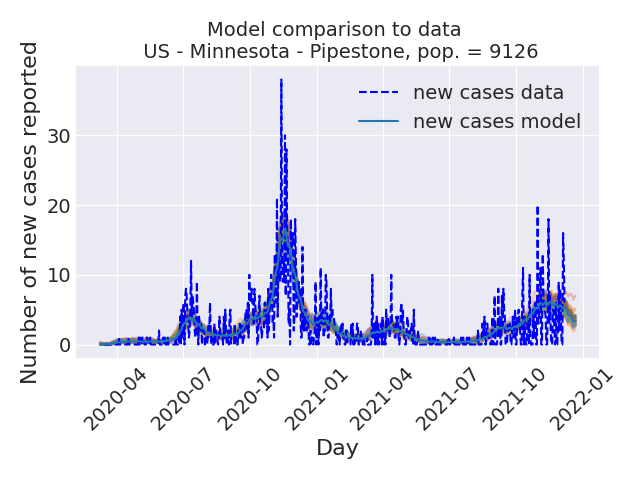 Model comparison to data
US - Minnesota - Pipestone, pop. = 9126
Number of new cases reported
new cases data
new cases model
30
20
10
0
2020-04
2020-07
2020-10
2021-01
2021-04
2021-07
2021-10
2022-01
Day